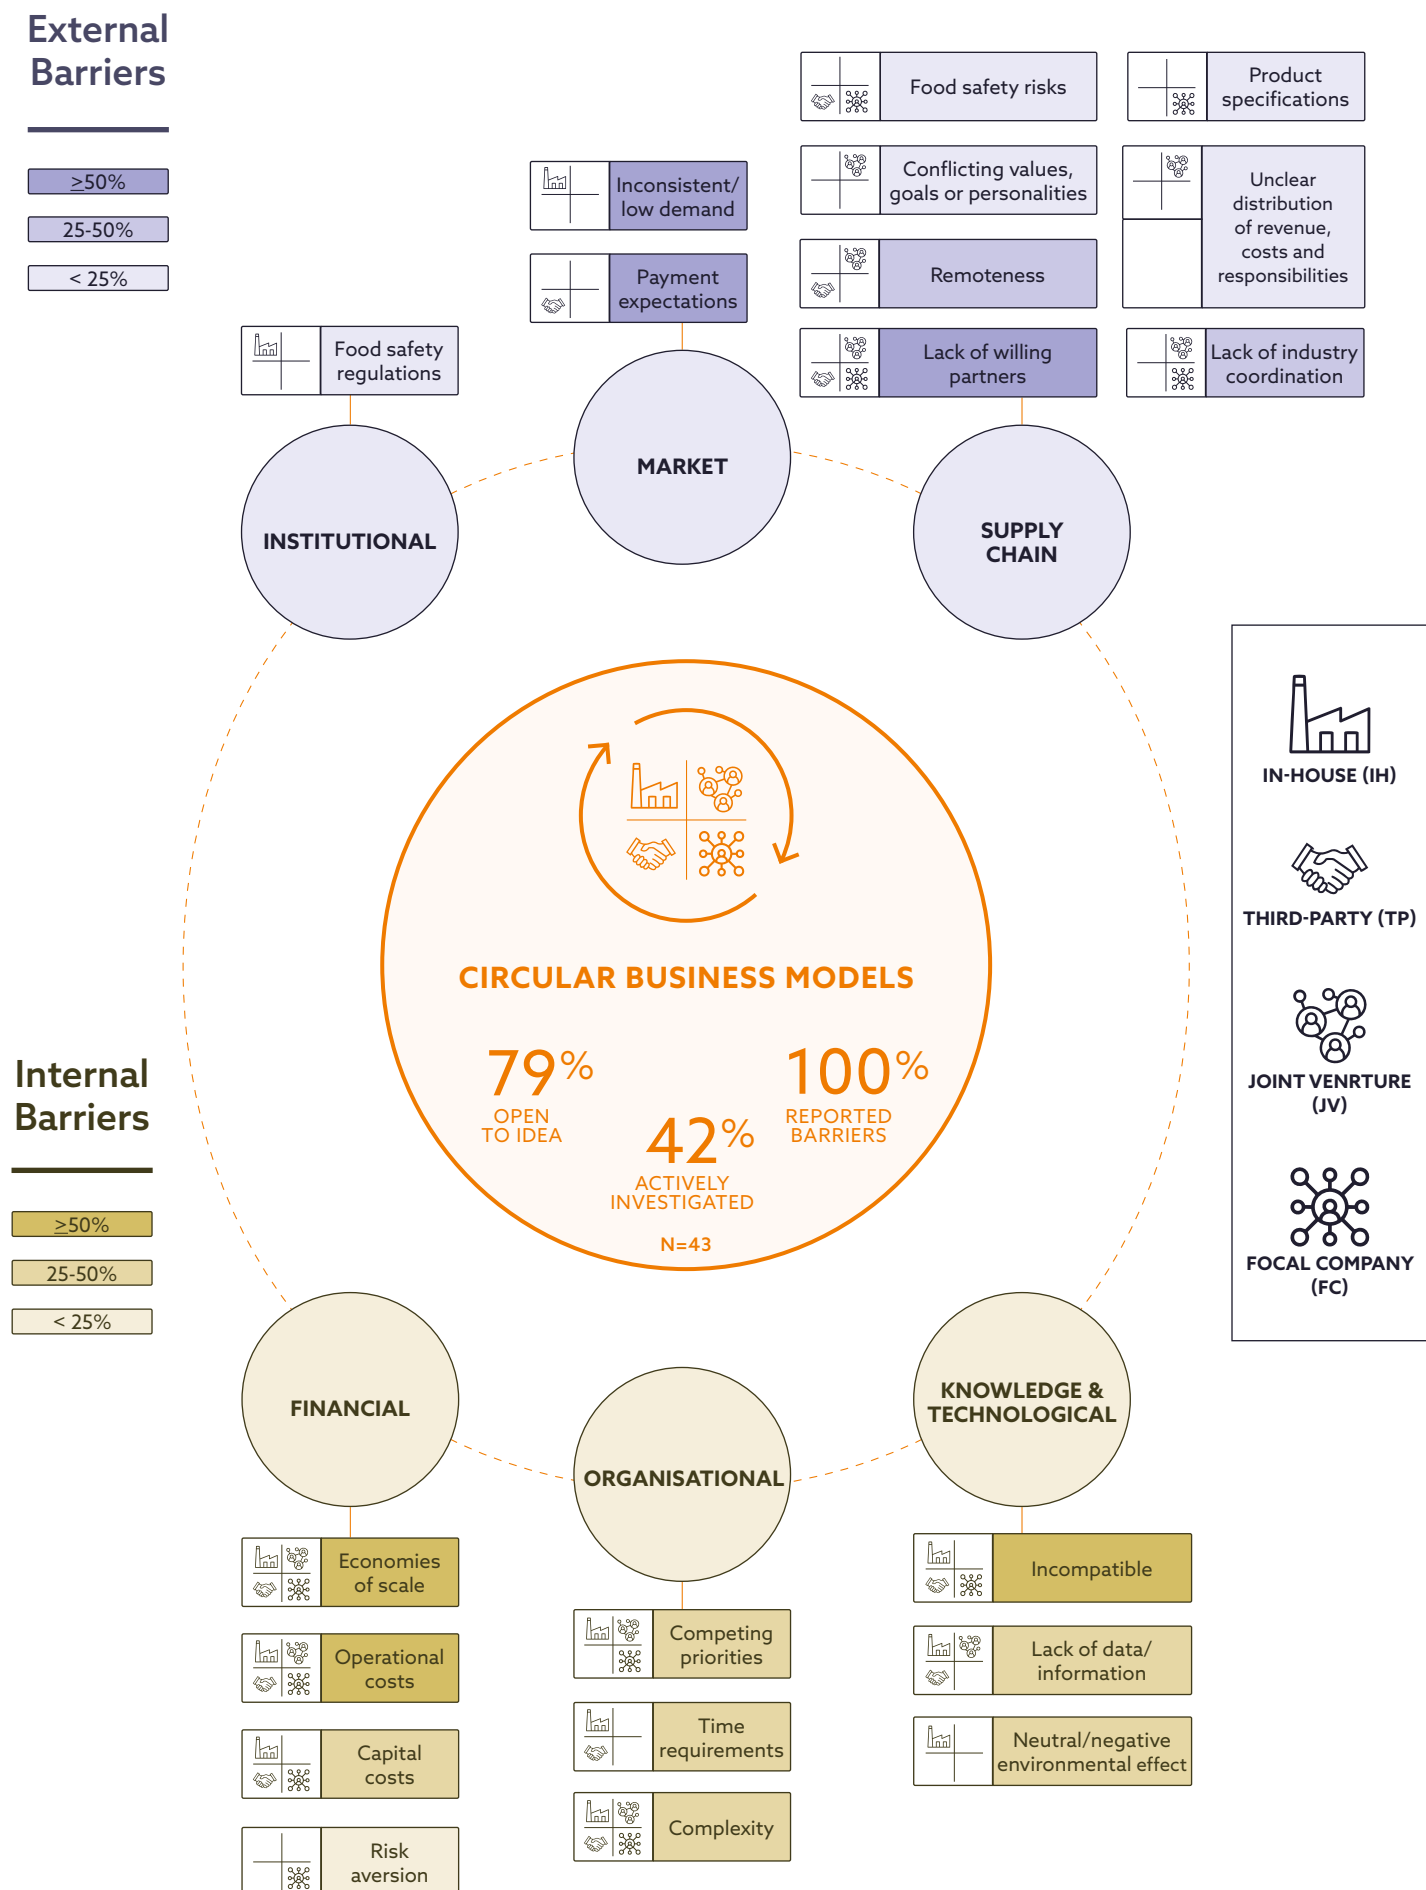 External
Barriers
≥50%
25-50%
< 25%
Food safety risks
Product
specifications
Inconsistent/
low demand
Conflicting values,
goals or personalities
Unclear
distribution
of revenue,
costs and
responsibilities
Payment
expectations
Remoteness
Food safety
regulations
Lack of willing
partners
Lack of industry
coordination
INSTITUTIONAL
MARKET
SUPPLY
CHAIN
IN-HOUSE (IH)
THIRD-PARTY (TP)
JOINT VENRTURE
(JV)
FOCAL COMPANY
(FC)
CIRCULAR BUSINESS MODELS
79%
OPEN
TO IDEA
42%
ACTIVELY
INVESTIGATED
100%
REPORTED
BARRIERS
N=43
Internal
Barriers
≥50%
25-50%
< 25%
FINANCIAL
ORGANISATIONAL
KNOWLEDGE &
TECHNOLOGICAL
Economies
of scale
Operational
costs
Capital
costs
Risk
aversion
Competing
priorities
Time
requirements
Complexity
Incompatible
Lack of data/
information
Neutral/negative
environmental effect